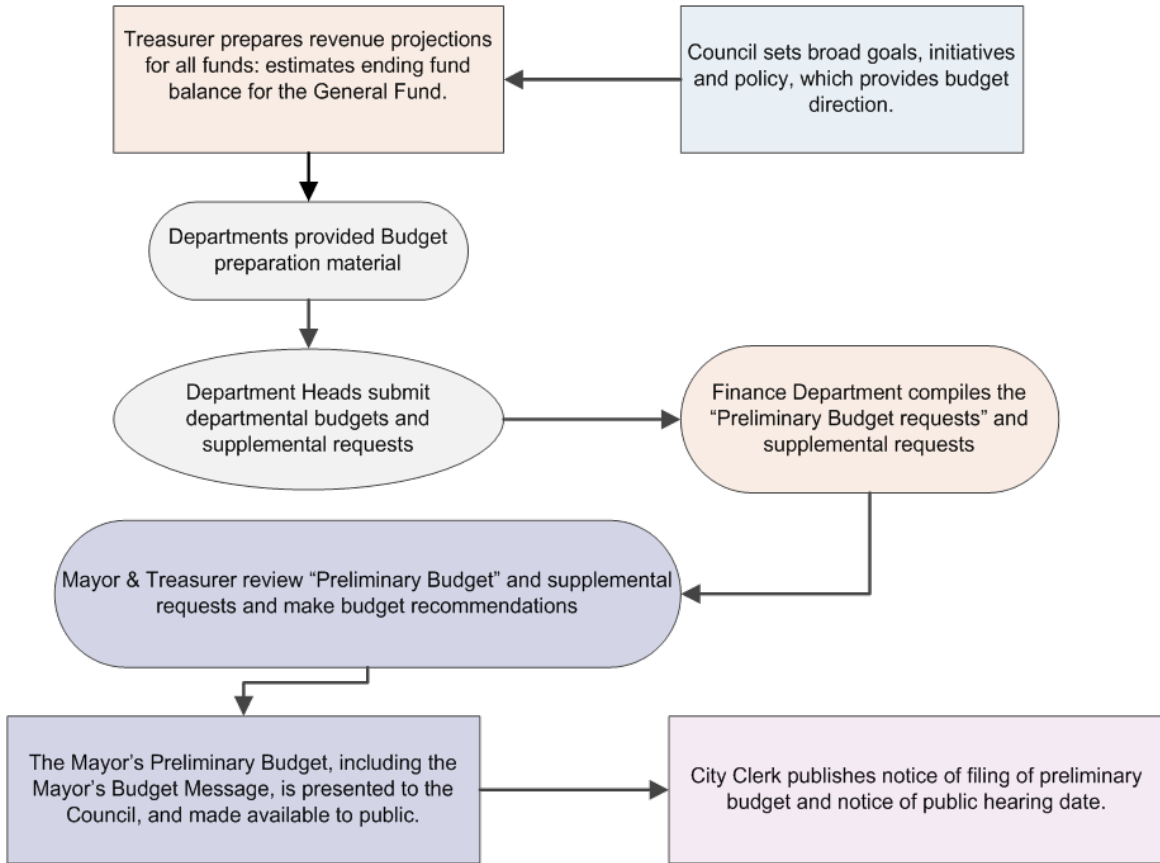 Treasurer prepares revenue projections
for all funds: estimates ending fund
balance for the General Fund.
Council sets broad goals, initiatives
and policy, which provides budget
direction.
Departments provided Budget
preparation material
Department Heads submit
departmental budgets and
supplemental requests
Finance Department compiles the
“Preliminary Budget requests” and
supplemental requests
Mayor & Treasurer review “Preliminary Budget” and supplemental
requests and make budget recommendations
The Mayor’s Preliminary Budget, including the
Mayor’s Budget Message, is presented to the
Council, and made available to public.
City Clerk publishes notice of filing of preliminary
budget and notice of public hearing date.